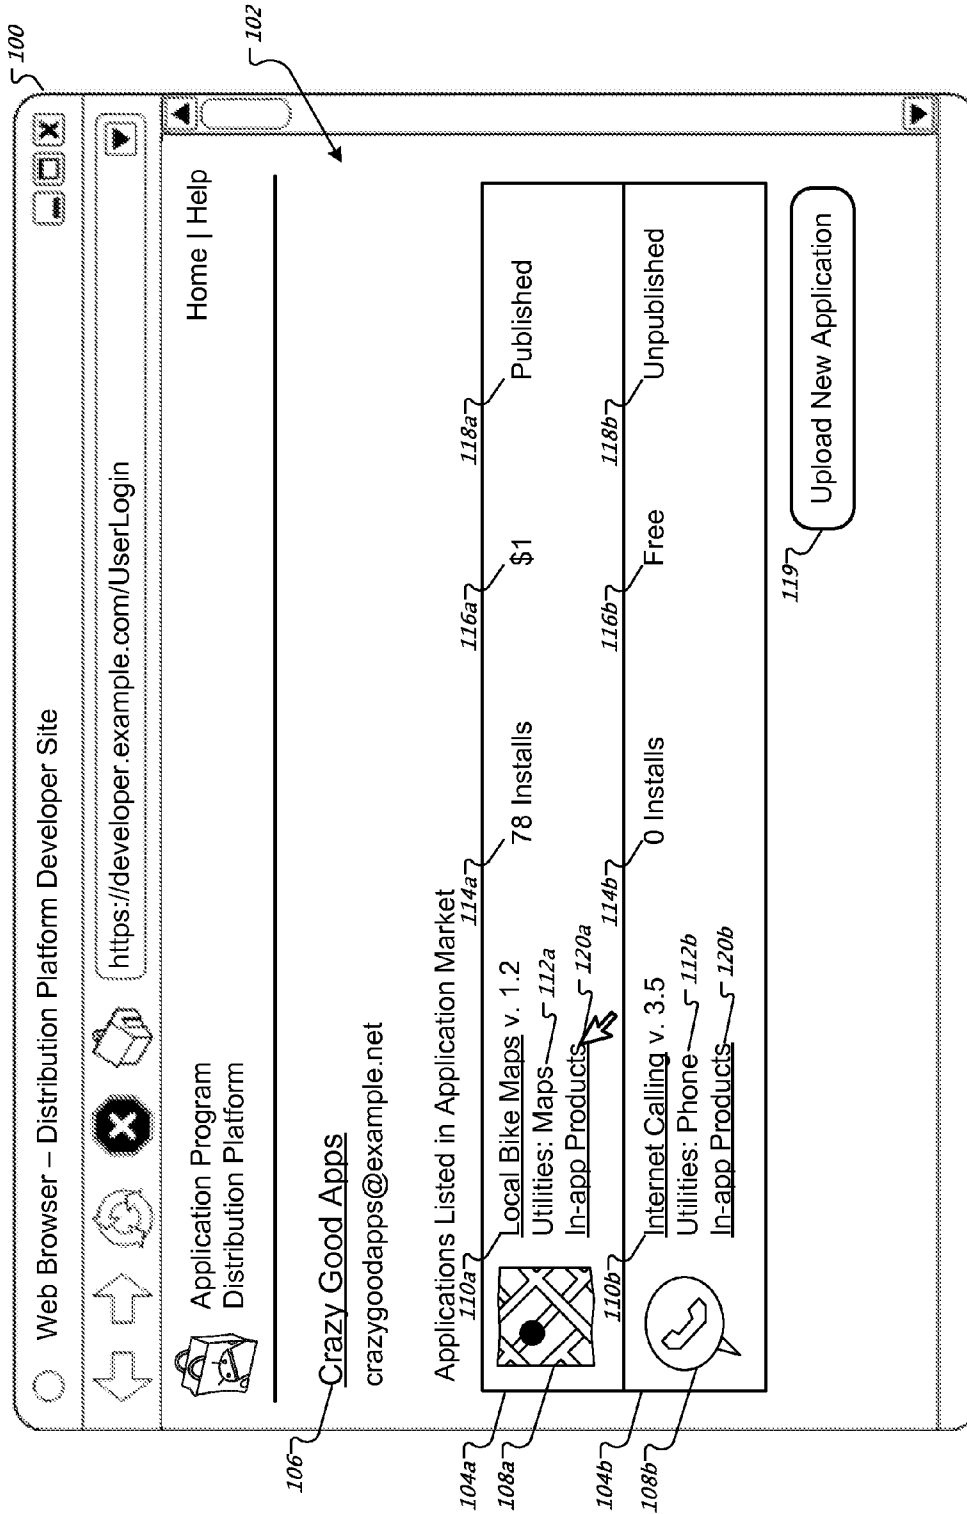 100
Web Browser – Distribution Platform Developer Site
https://developer.example.com/UserLogin
102
Application Program
Distribution Platform
Home | Help
106
Crazy Good Apps
crazygoodapps@example.net
Applications Listed in Application Market
104a
108a
110a
Local Bike Maps v. 1.2
Utilities: Maps
112a
In-app Products
120a
114a
78 Installs
116a
$1
118a
Published
104b
108b
110b
Internet Calling v. 3.5
Utilities: Phone
112b
In-app Products
120b
114b
0 Installs
116b
Free
118b
Unpublished
119
Upload New Application